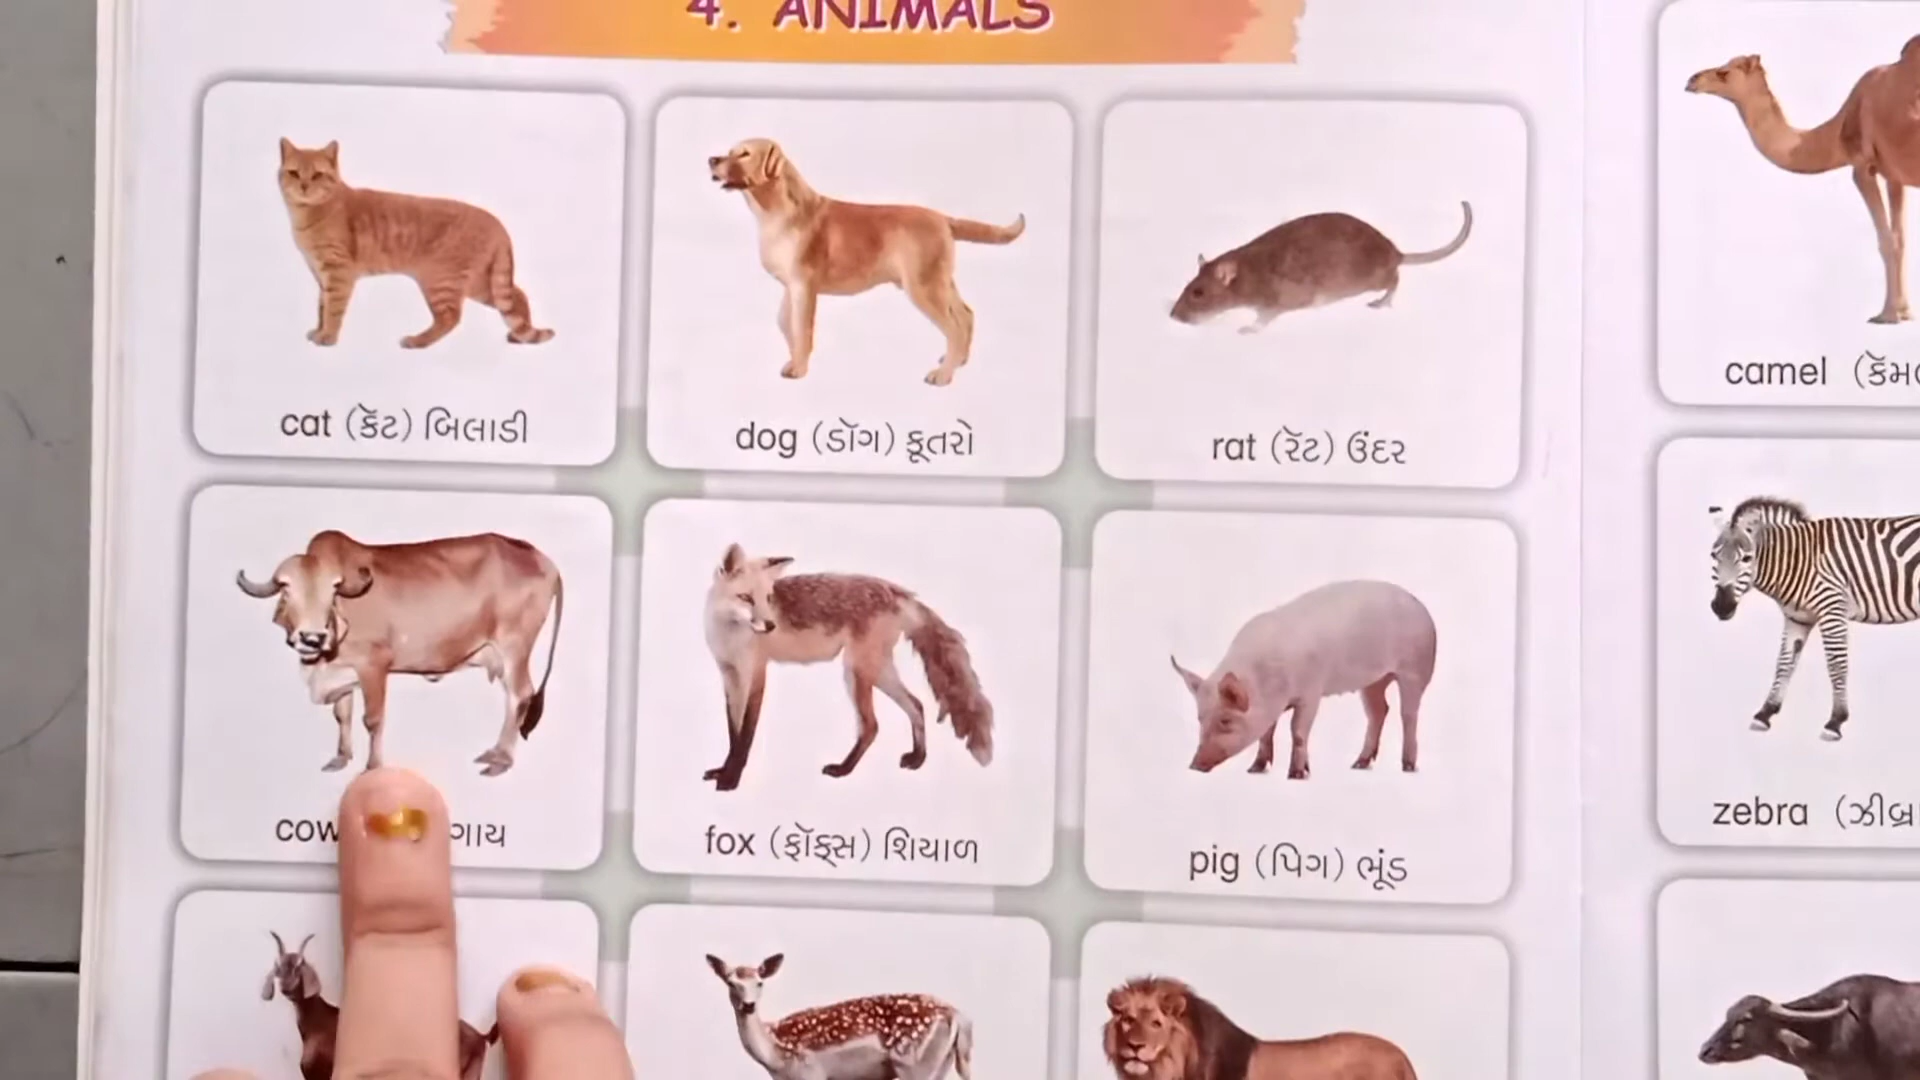 4. ANIMALS
cat (કૅટ) બિલાડી
dog (ડૉગ) કૂતરો
rat (રૅટ) ઉંદર
camel
cow ગાય
fox (ફૉક્સ) શિયાળ
pig (પિગ) ભૂંડ
zebra